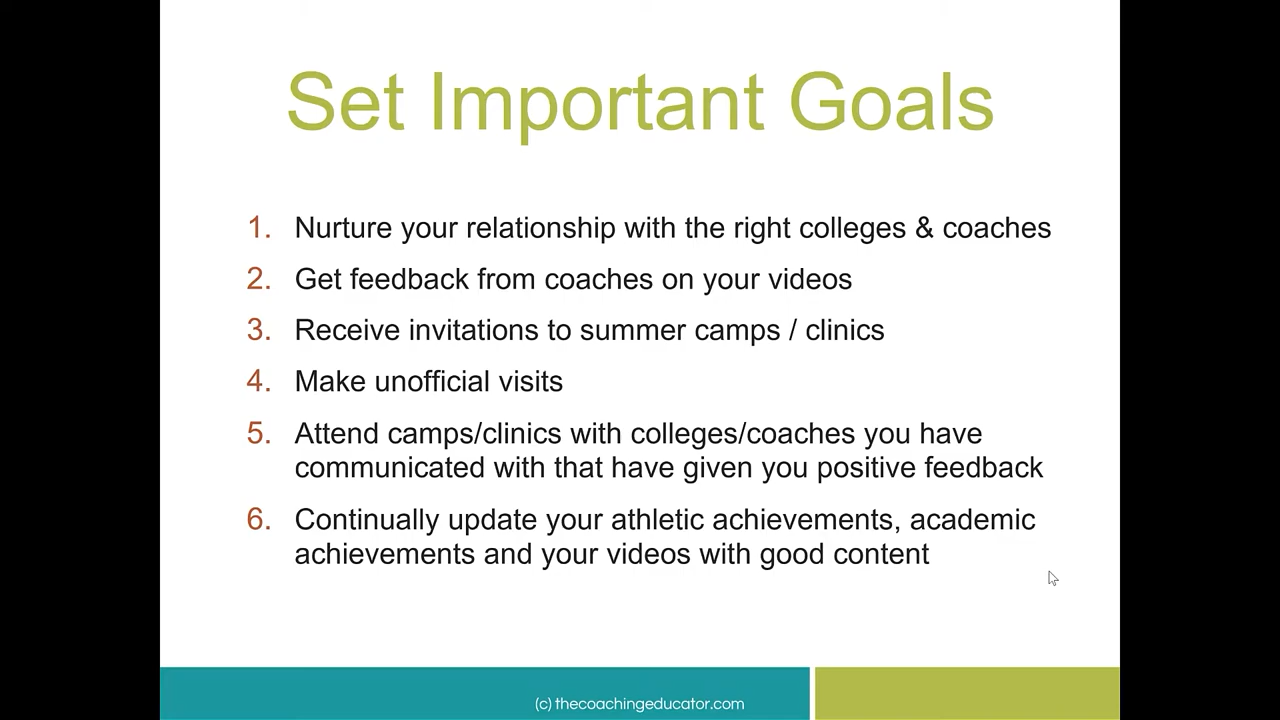 Set Important Goals
1. Nurture your relationship with the right colleges & coaches
2. Get feedback from coaches on your videos
3. Receive invitations to summer camps / clinics
4. Make unofficial visits
5. Attend camps/clinics with colleges/coaches you have
communicated with that have given you positive feedback
6. Continually update your athletic achievements, academic
achievements and your videos with good content
(c) thecoachingeducator.com